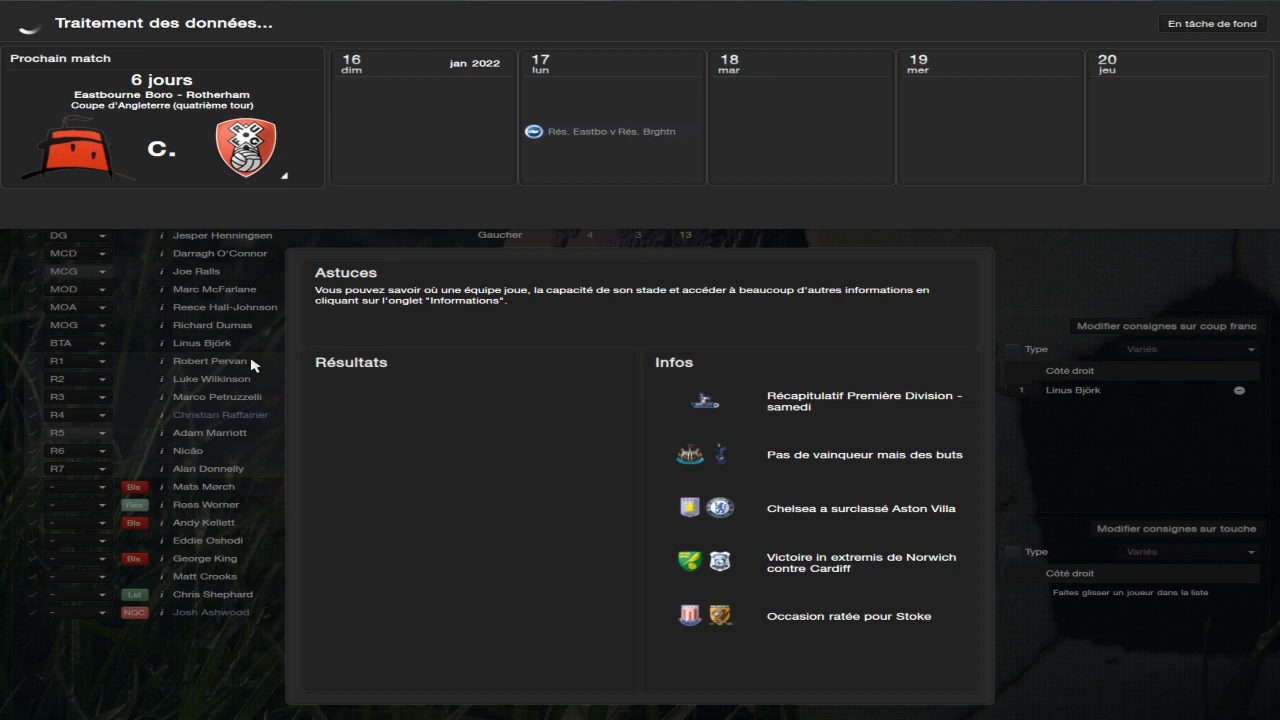 Traitement des données...
En tâche de fond
Prochain match
6 jours
Eastbourne Boro - Rotherham
Coupe d'Angleterre (quatrième tour)
C.
16
dim
jan 2022
17
lun
Rés. Eastbo v Rés. Brghtn
18
mar
19
mer
20
jeu
DG i Jesper Henningsen Gaucher 4 3 13
MCD i Darragh O'Connor
MCG i Joe Ralls
MOD i Marc McFarlane
MOA i Reece Hall-Johnson
MOG i Richard Dumas
BTA i Linus Björk
R1 i Robert Pervan
R2 i Luke Wilkinson
R3 i Marco Petruzzelli
R4 i Christian Raffainer
R5 i Adam Marriott
R6 i Nicão
R7 i Alan Donnelly
- Bls i Mats Mørch
- Rés i Ross Worner
- Bls i Andy Kellett
- i Eddie Oshodi
- Bls i George King
- i Matt Crooks
- Lst i Chris Shephard
- NQC i Josh Ashwood
Astuces
Vous pouvez savoir où une équipe joue, la capacité de son stade et accéder à beaucoup d'autres informations en
cliquant sur l'onglet "Informations".
Résultats
Infos
Récapitulatif Première Division -
samedi
Pas de vainqueur mais des buts
Chelsea a surclassé Aston Villa
Victoire in extremis de Norwich
contre Cardiff
Occasion ratée pour Stoke
Modifier consignes sur coup franc
Type Variés
Côté droit
1 Linus Björk
Modifier consignes sur touche
Type Variés
Côté droit
Faites glisser un joueur dans la liste